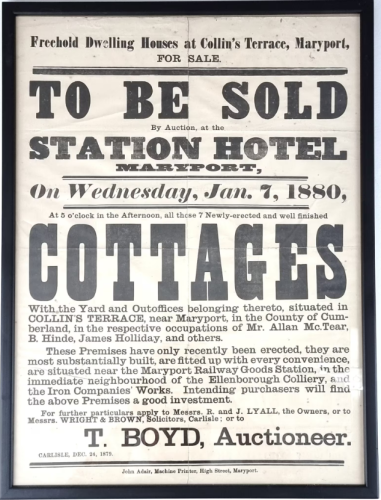 Freehold Dwelling Houses at Collin's Terrace, Maryport,
FOR SALE.
TO BE SOLD
By Auction, at the
STATION HOTEL
MARYPORT,
On Wednesday, Jan. 7, 1880,
At 5 o'clock in the Afternoon, all those 7 Newly-erected and well finished
COTTAGES
With the Yard and Outoffices belonging thereto, situated in
COLLIN'S TERRACE, near Maryport, in the County of Cum-
berland, in the respective occupations of Mr. Allan Mc.Tear,
B. Hinde, James Holliday, and others.
These Premises have only recently been erected, they are
most substantially built, are fitted up with every convenience,
are situated near the Maryport Railway Goods Station, in the
immediate neighbourhood of the Ellenborough Colliery, and
the Iron Companies' Works. Intending purchasers will find
the above Premises a good investment.
For further particulars apply to Messrs. R. and J. LYALL, the Owners, or to
Messrs. WRIGHT & BROWN, Solicitors, Carlisle; or to
T. BOYD, Auctioneer.
CARLISLE, DEC. 24, 1879.
John Adair, Machine Printer, High Street, Maryport.